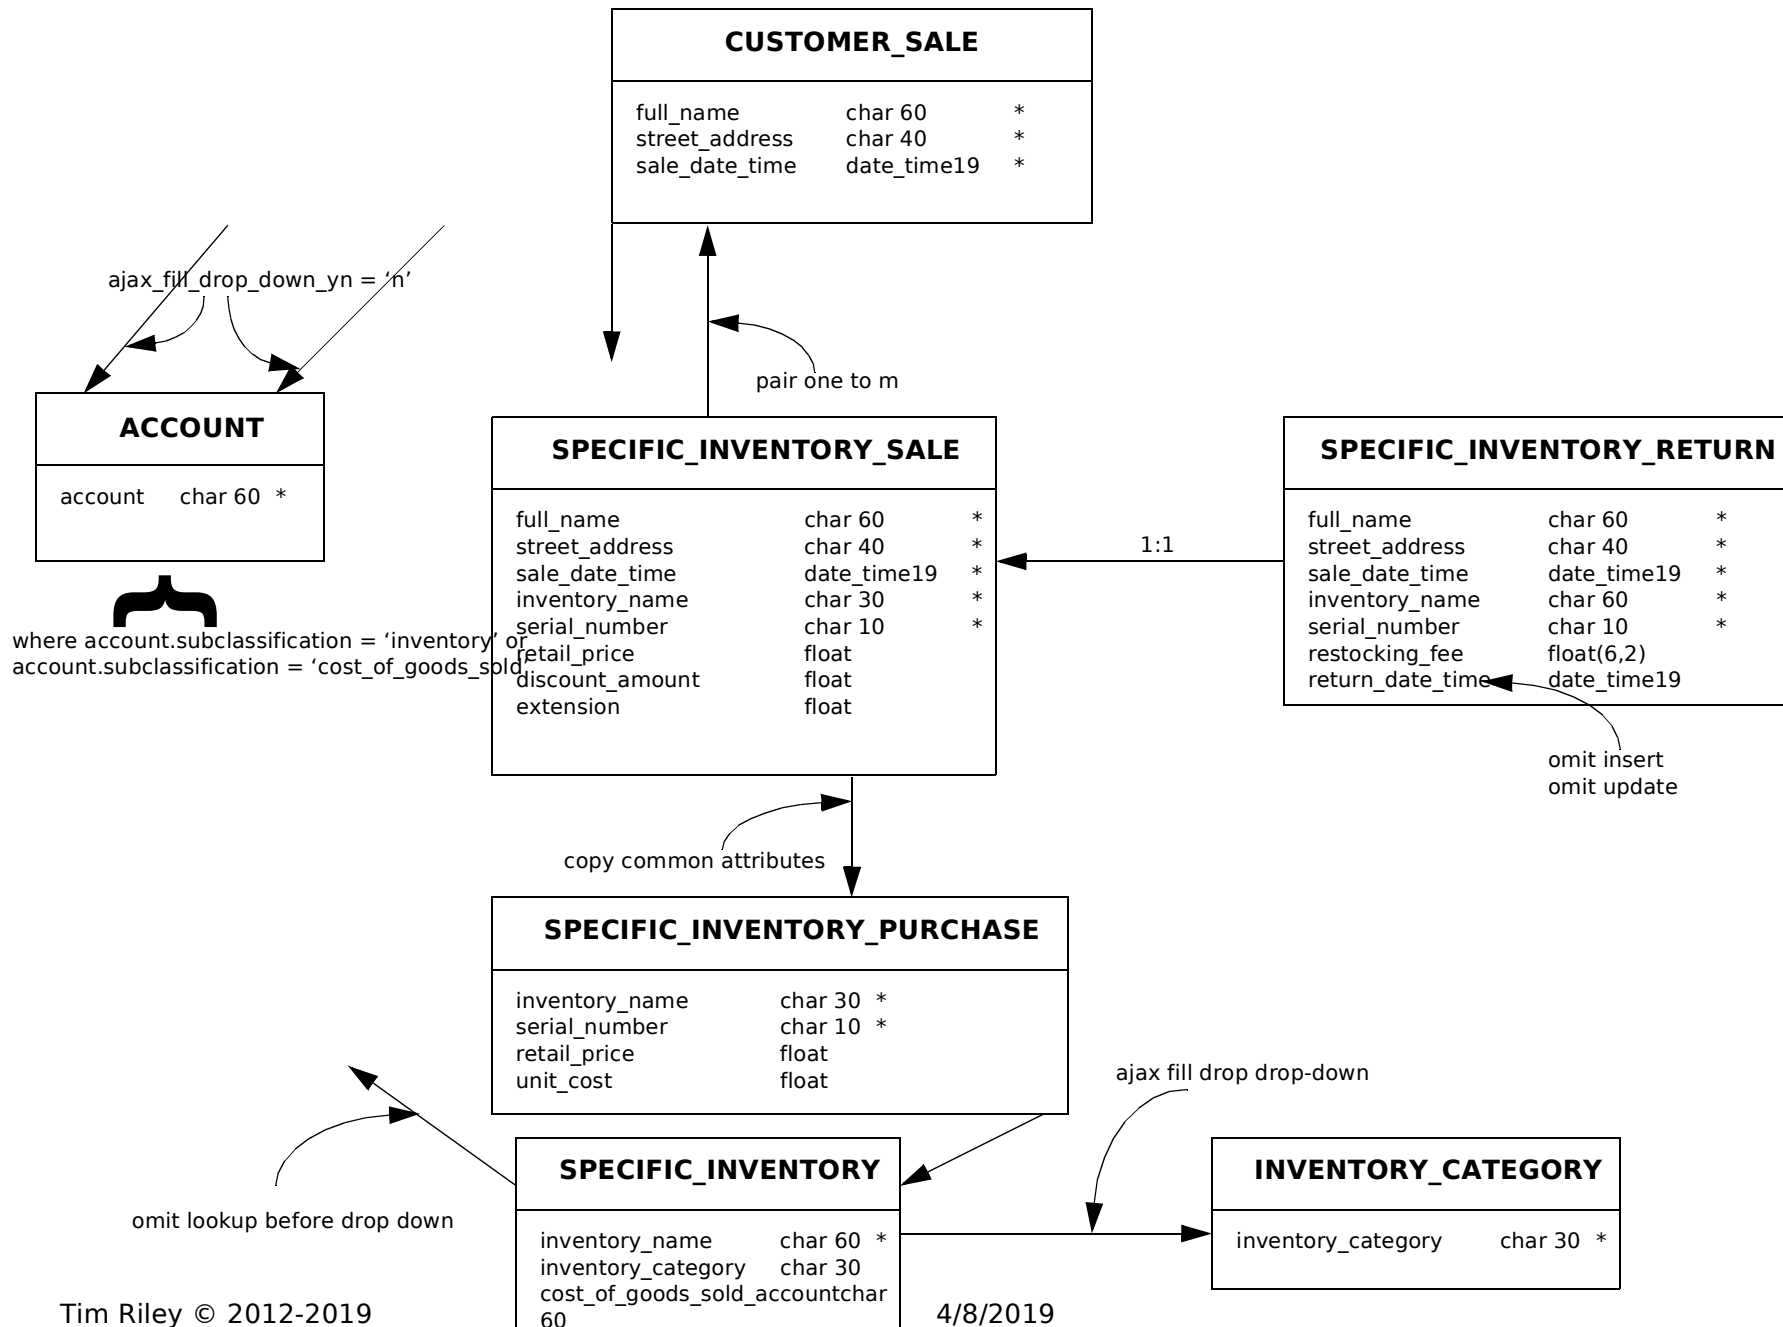 CUSTOMER_SALE
full_name char 60 *
street_address char 40 *
sale_date_time date_time19 *
ajax_fill_drop_down_yn = ‘n’
pair one to m
ACCOUNT
account char 60 *
where account.subclassification = ‘inventory’ or
account.subclassification = ‘cost_of_goods_sold’
SPECIFIC_INVENTORY_SALE
full_name char 60 *
street_address char 40 *
sale_date_time date_time19 *
inventory_name char 30 *
serial_number char 10 *
retail_price float
discount_amount float
extension float
1:1
SPECIFIC_INVENTORY_RETURN
full_name char 60 *
street_address char 40 *
sale_date_time date_time19 *
inventory_name char 60 *
serial_number char 10 *
restocking_fee float(6,2)
return_date_time date_time19
omit insert
omit update
copy common attributes
SPECIFIC_INVENTORY_PURCHASE
inventory_name char 30 *
serial_number char 10 *
retail_price float
unit_cost float
ajax fill drop drop-down
omit lookup before drop down
SPECIFIC_INVENTORY
inventory_name char 60 *
inventory_category char 30
cost_of_goods_sold_accountchar
60
INVENTORY_CATEGORY
inventory_category char 30 *
Tim Riley © 2012-2019
4/8/2019